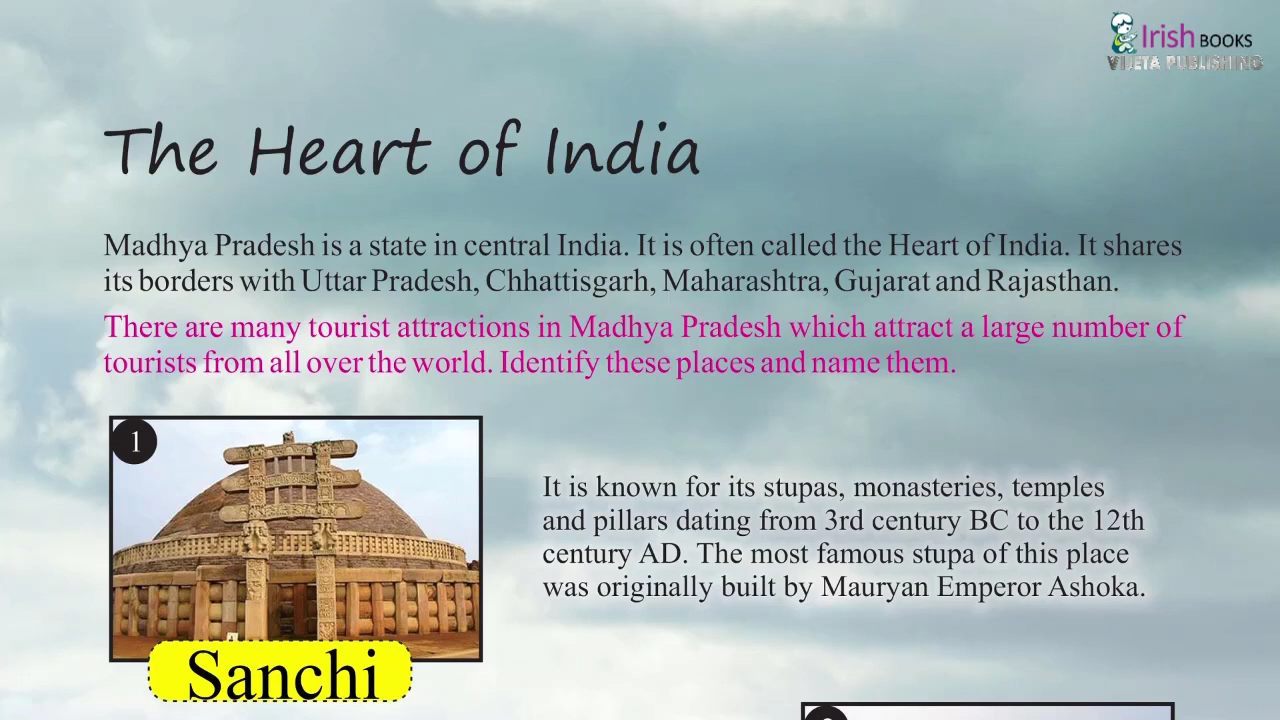 Irish BOOKS
VIJETA PUBLISHING
The Heart of India
Madhya Pradesh is a state in central India. It is often called the Heart of India. It shares
its borders with Uttar Pradesh, Chhattisgarh, Maharashtra, Gujarat and Rajasthan.
There are many tourist attractions in Madhya Pradesh which attract a large number of
tourists from all over the world. Identify these places and name them.
1
It is known for its stupas, monasteries, temples
and pillars dating from 3rd century BC to the 12th
century AD. The most famous stupa of this place
was originally built by Mauryan Emperor Ashoka.
Sanchi